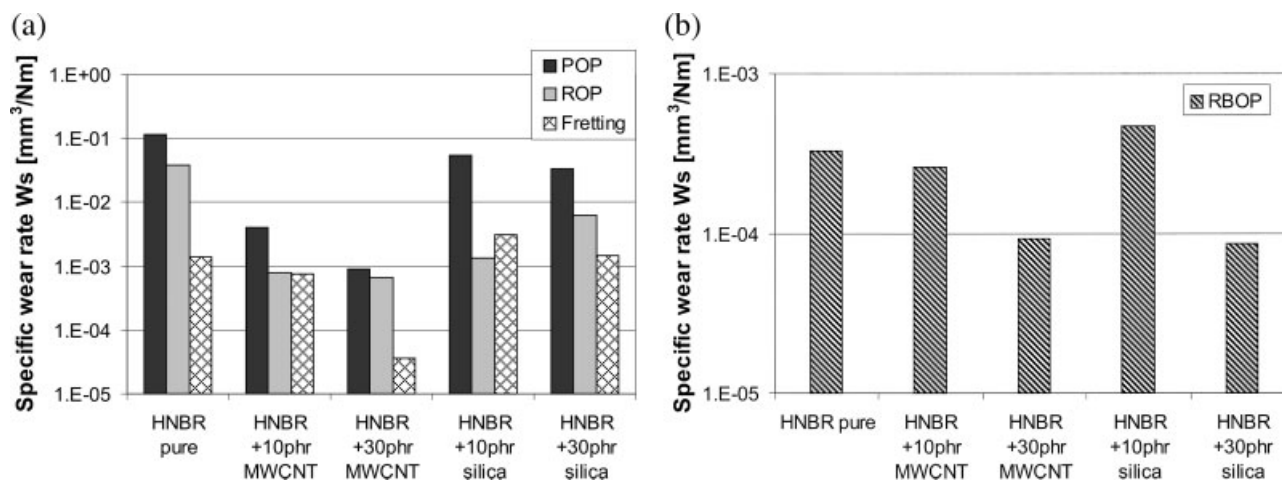 (a)
Specific wear rate Ws [mm³/Nm]
1.E+00
1.E-01
1.E-02
1.E-03
1.E-04
1.E-05
POP
ROP
Fretting
HNBR
pure
HNBR
+10phr
MWCNT
HNBR
+30phr
MWCNT
HNBR
+10phr
silica
HNBR
+30phr
silica
(b)
Specific wear rate Ws [mm³/Nm]
1.E-03
1.E-04
1.E-05
RBOP
HNBR pure
HNBR
+10phr
MWCNT
HNBR
+30phr
MWCNT
HNBR
+10phr
silica
HNBR
+30phr
silica